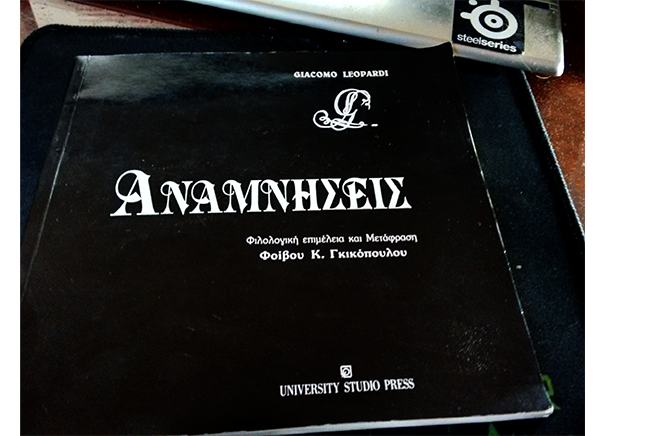 steelseries
GIACOMO LEOPARDI
ΑΝΑΜΝΗΣΕΙΣ
Φιλολογική επιμέλεια και Μετάφραση
Φοίβου Κ. Γκικόπουλου
UNIVERSITY STUDIO PRESS